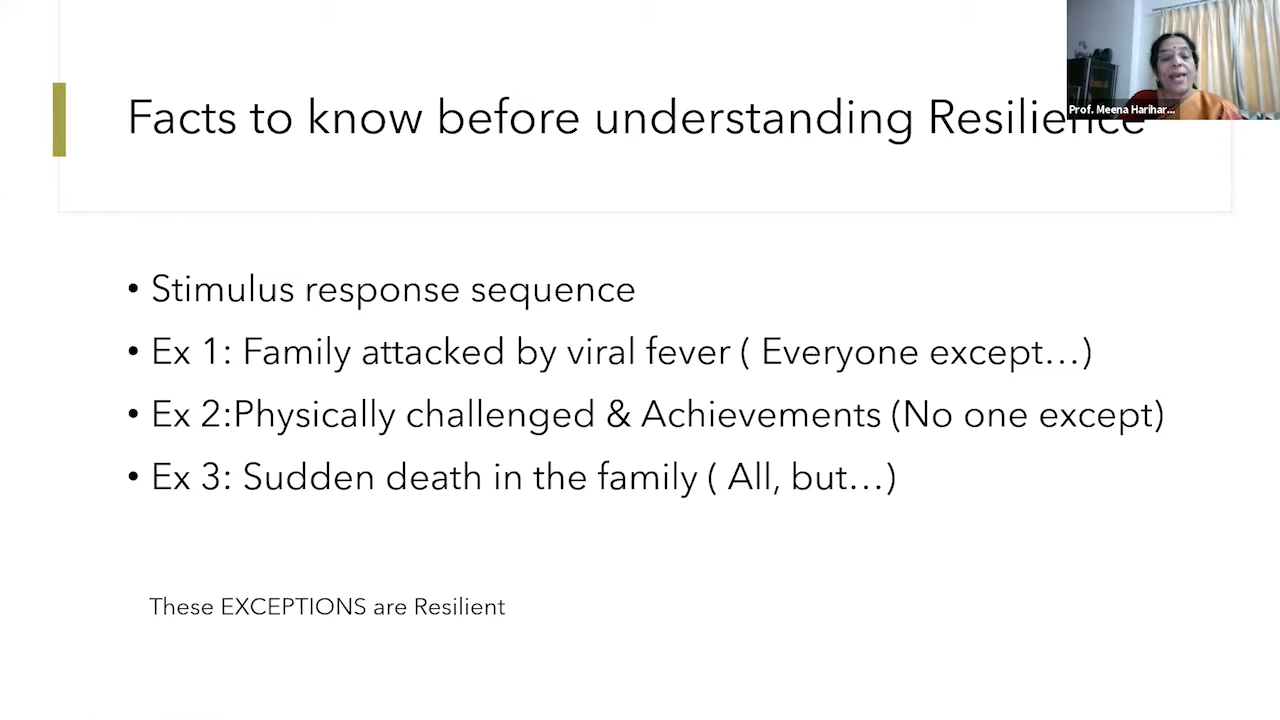 Facts to know before understanding Resilience
Prof. Meena Harihar...
• Stimulus response sequence
• Ex 1: Family attacked by viral fever ( Everyone except...)
• Ex 2:Physically challenged & Achievements (No one except)
• Ex 3: Sudden death in the family ( All, but...)
These EXCEPTIONS are Resilient